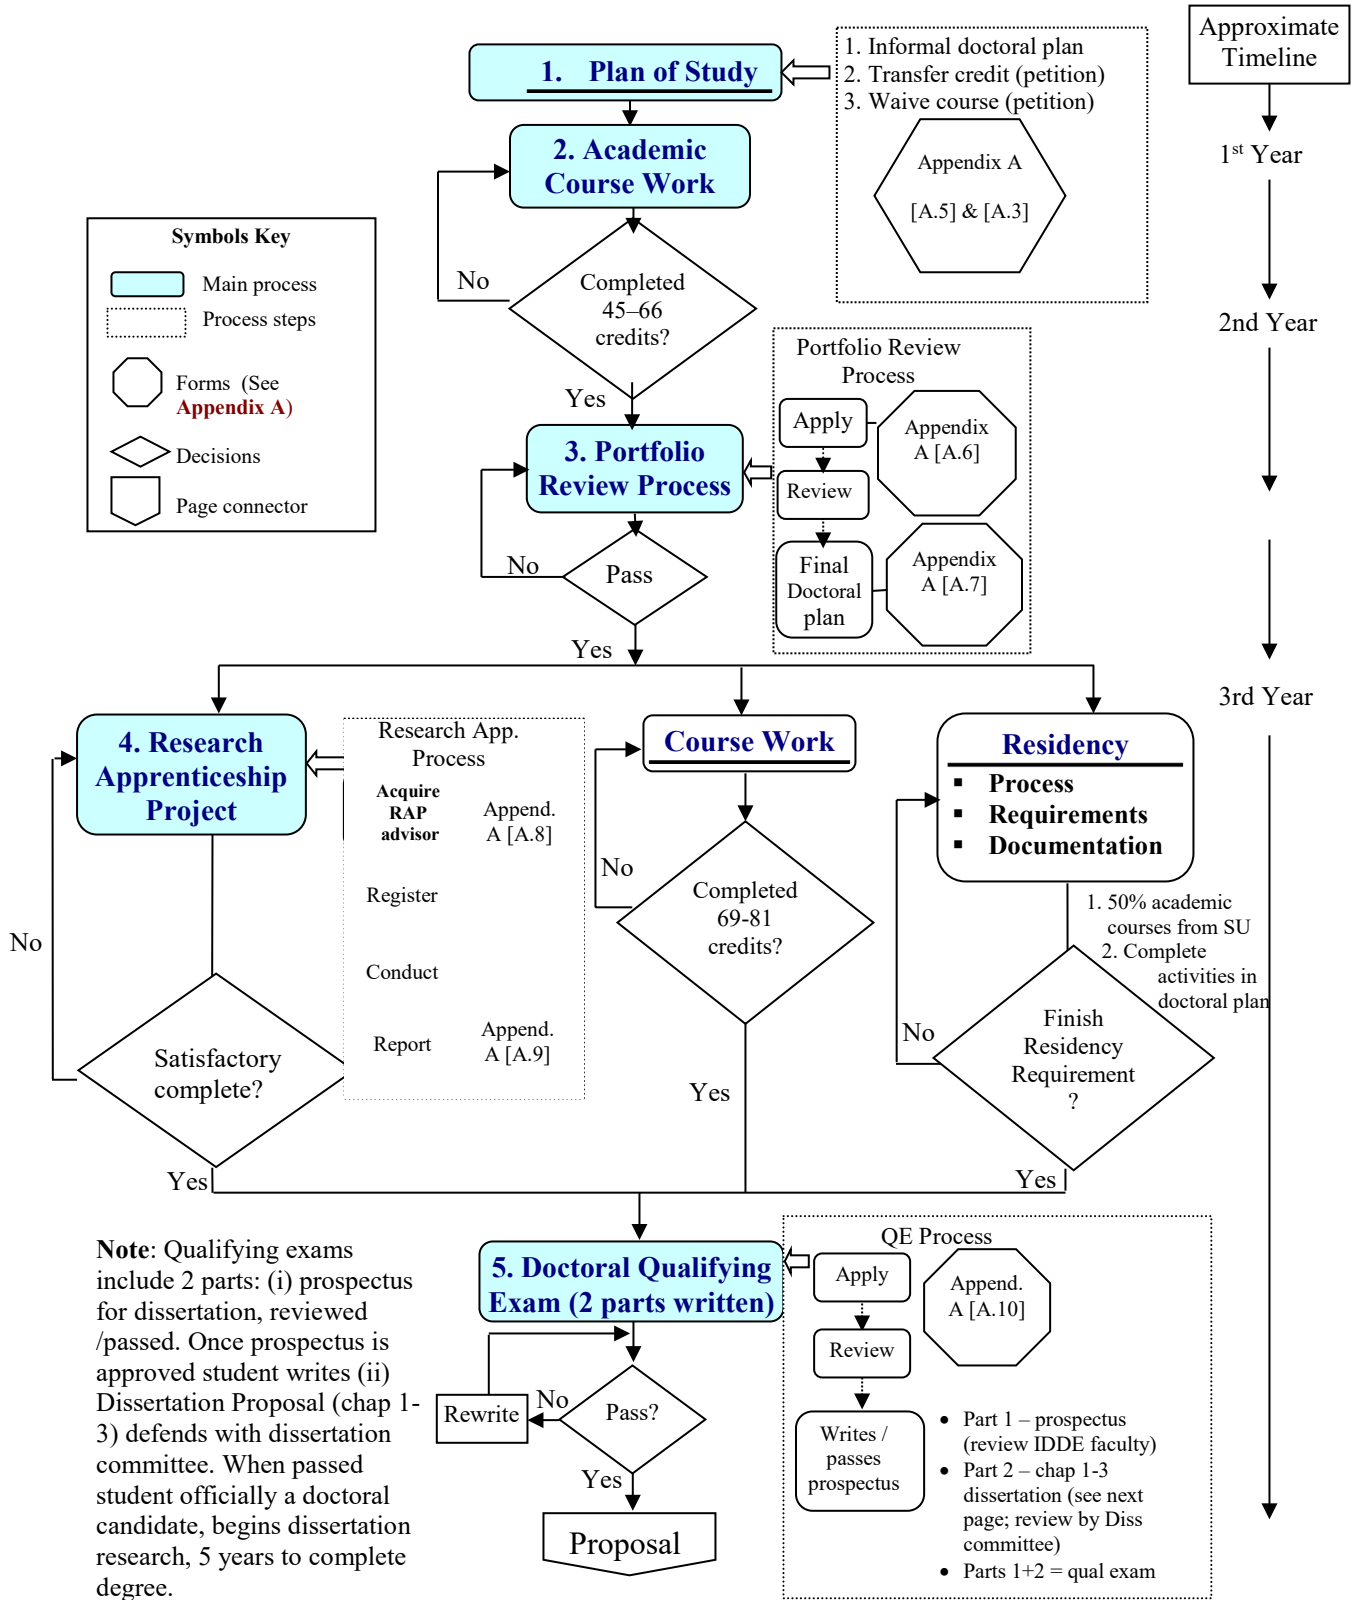 Approximate
Timeline
1. Informal doctoral plan
2. Transfer credit (petition)
3. Waive course (petition)
1. Plan of Study
2. Academic
Course Work
Appendix A
[A.5] & [A.3]
1st Year
Symbols Key
Main process
Process steps
Forms (See
Appendix A)
Decisions
Page connector
No
Completed
45–66
credits?
Yes
2nd Year
Portfolio Review
Process
Apply
Appendix
A [A.6]
Review
Final
Doctoral
plan
Appendix
A [A.7]
3. Portfolio
Review Process
No
Pass
Yes
3rd Year
4. Research
Apprenticeship
Project
Research App.
Process
Acquire
RAP
advisor
Append.
A [A.8]
Register
Conduct
Report
Append.
A [A.9]
No
Satisfactory
complete?
Yes
Course Work
No
Completed
69-81
credits?
Yes
Residency
▪ Process
▪ Requirements
▪ Documentation
1. 50% academic
courses from SU
2. Complete
activities in
doctoral plan
No
Finish
Residency
Requirement
?
Yes
Note: Qualifying exams
include 2 parts: (i) prospectus
for dissertation, reviewed
/passed. Once prospectus is
approved student writes (ii)
Dissertation Proposal (chap 1-
3) defends with dissertation
committee. When passed
student officially a doctoral
candidate, begins dissertation
research, 5 years to complete
degree.
5. Doctoral Qualifying
Exam (2 parts written)
Rewrite
No
Pass?
Yes
Proposal
QE Process
Apply
Append.
A [A.10]
Review
Writes /
passes
prospectus
• Part 1 – prospectus
(review IDDE faculty)
• Part 2 – chap 1-3
dissertation (see next
page; review by Diss
committee)
• Parts 1+2 = qual exam